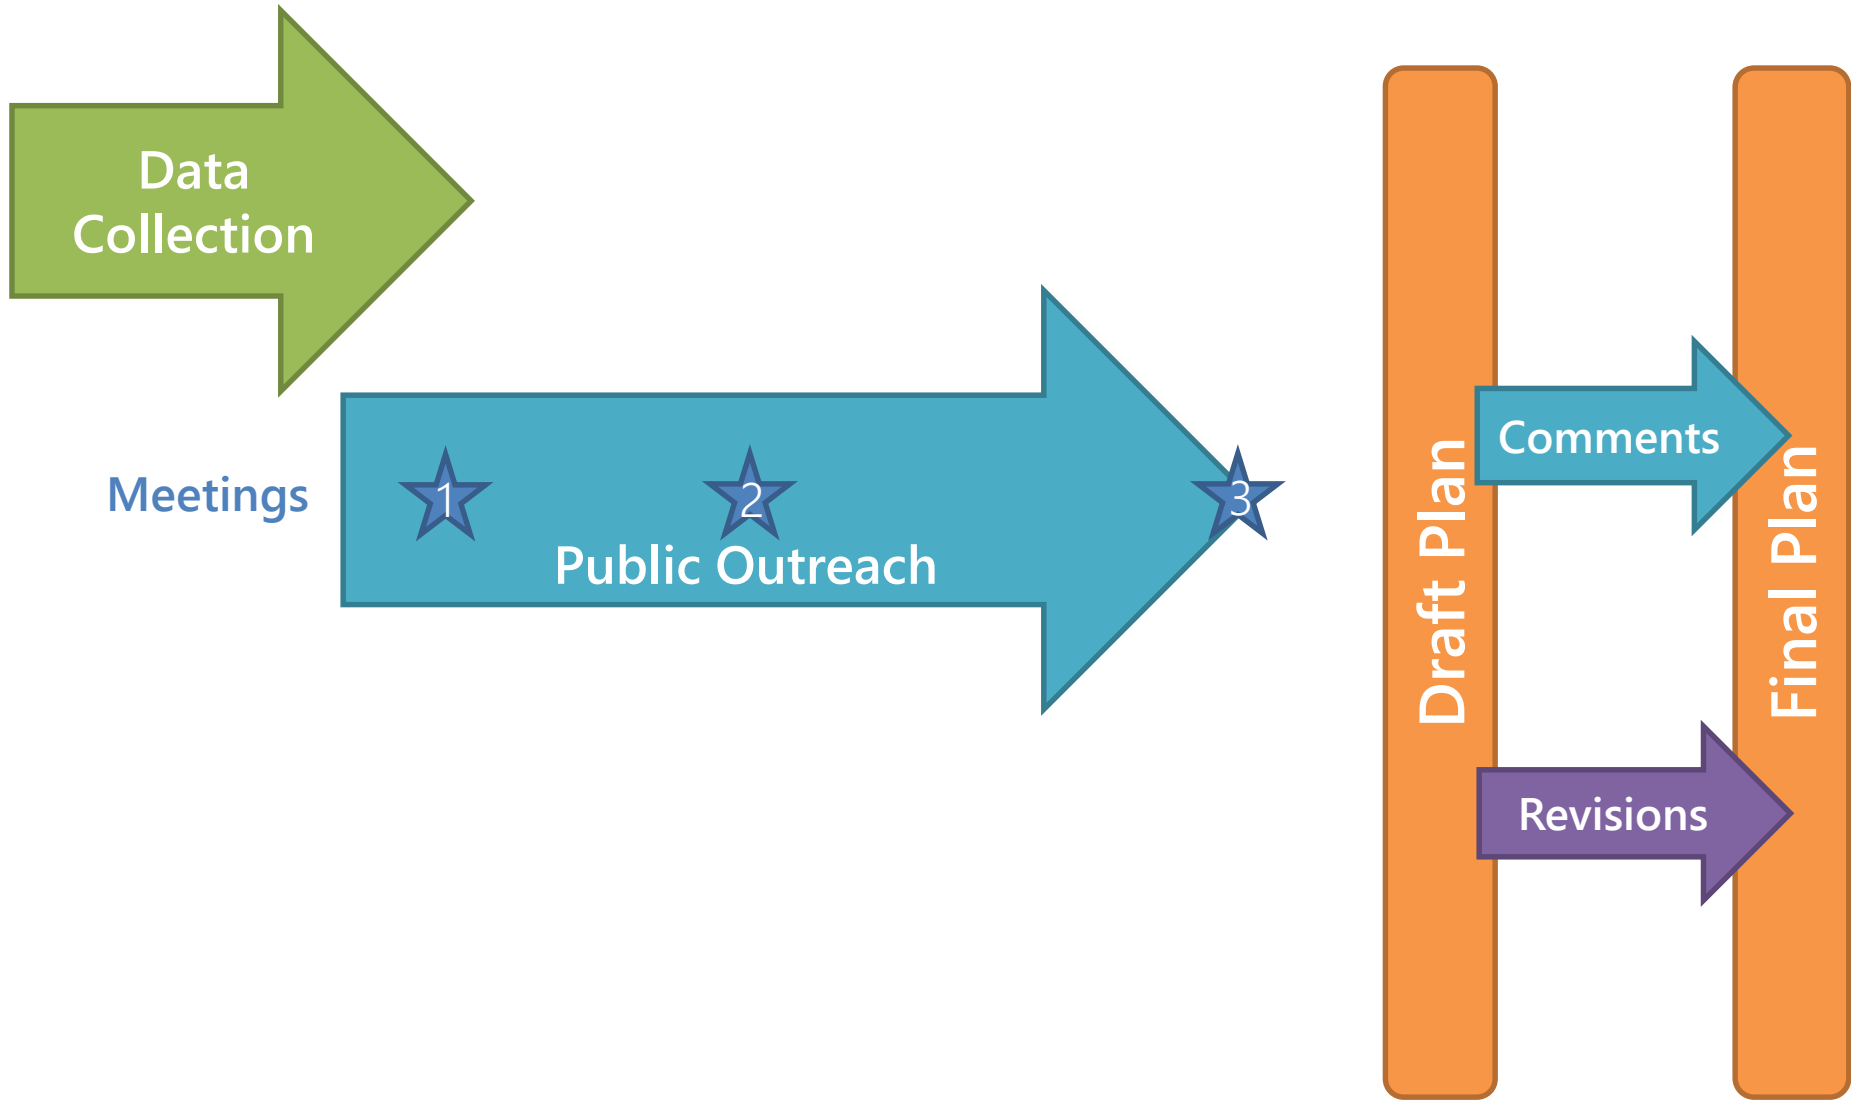 Data
Collection
Meetings
1
2
3
Public Outreach
Draft Plan
Comments
Revisions
Final Plan